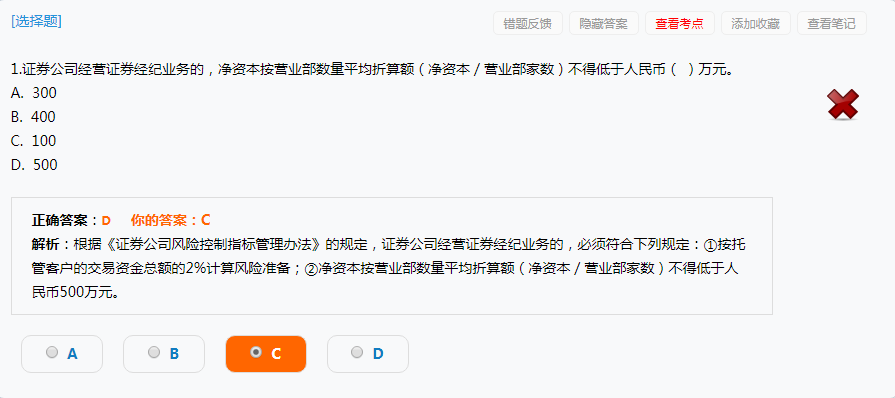 [选择题]
错题反馈 隐藏答案 查看考点 添加收藏 查看笔记
1.证券公司经营证券经纪业务的，净资本按营业部数量平均折算额（净资本／营业部家数）不得低于人民币（ ）万元。
A. 300
B. 400
C. 100
D. 500
正确答案：D 你的答案：C
解析：根据《证券公司风险控制指标管理办法》的规定，证券公司经营证券经纪业务的，必须符合下列规定：①按托
管客户的交易资金总额的2%计算风险准备；②净资本按营业部数量平均折算额（净资本／营业部家数）不得低于人
民币500万元。
A B C D